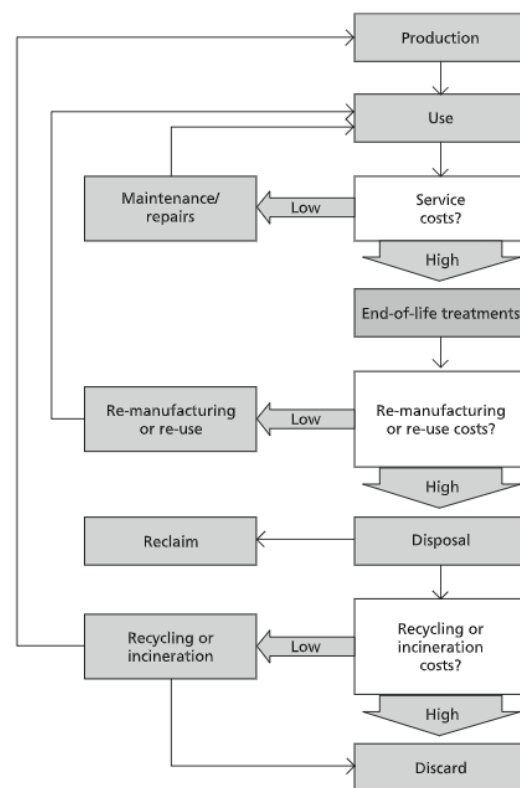 Production
Use
Maintenance/
repairs
Low
Service
costs?
High
End-of-life treatments
Re-manufacturing
or re-use
Low
Re-manufacturing
or re-use costs?
High
Reclaim
Disposal
Recycling or
incineration
Low
Recycling or
incineration
costs?
High
Discard